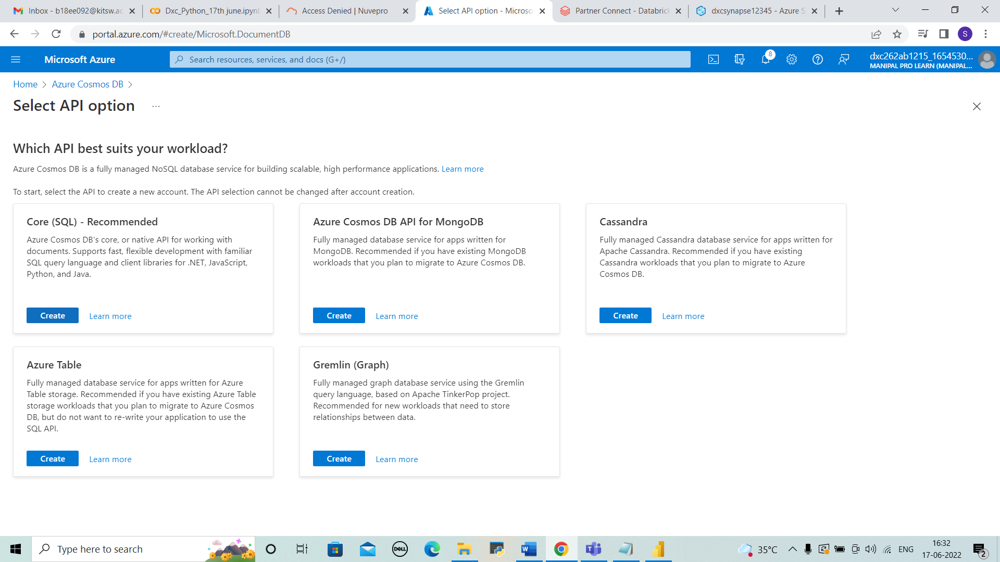 Inbox - b18ee092@kitsw.ac
Dxc_Python_17th june.ipynb
Access Denied | Nuvepro
Select API option - Microso
Partner Connect - Databrick
dxcsynapse12345 - Azure S
portal.azure.com/#create/Microsoft.DocumentDB
S
Microsoft Azure
Search resources, services, and docs (G+/)
8
dxc262ab1215_1654530...
MANIPAL PRO LEARN (MANIPAL...
Home > Azure Cosmos DB >
Select API option ...
Which API best suits your workload?
Azure Cosmos DB is a fully managed NoSQL database service for building scalable, high performance applications. Learn more
To start, select the API to create a new account. The API selection cannot be changed after account creation.
Core (SQL) - Recommended
Azure Cosmos DB's core, or native API for working with
documents. Supports fast, flexible development with familiar
SQL query language and client libraries for .NET, JavaScript,
Python, and Java.
Create Learn more
Azure Cosmos DB API for MongoDB
Fully managed database service for apps written for
MongoDB. Recommended if you have existing MongoDB
workloads that you plan to migrate to Azure Cosmos DB.
Create Learn more
Cassandra
Fully managed Cassandra database service for apps written for
Apache Cassandra. Recommended if you have existing
Cassandra workloads that you plan to migrate to Azure
Cosmos DB.
Create Learn more
Azure Table
Fully managed database service for apps written for Azure
Table storage. Recommended if you have existing Azure Table
storage workloads that you plan to migrate to Azure Cosmos
DB, but do not want to re-write your application to use the
SQL API.
Create Learn more
Gremlin (Graph)
Fully managed graph database service using the Gremlin
query language, based on Apache TinkerPop project.
Recommended for new workloads that need to store
relationships between data.
Create Learn more
Type here to search
DELL
W
T
35°C
ENG
16:32
17-06-2022
2